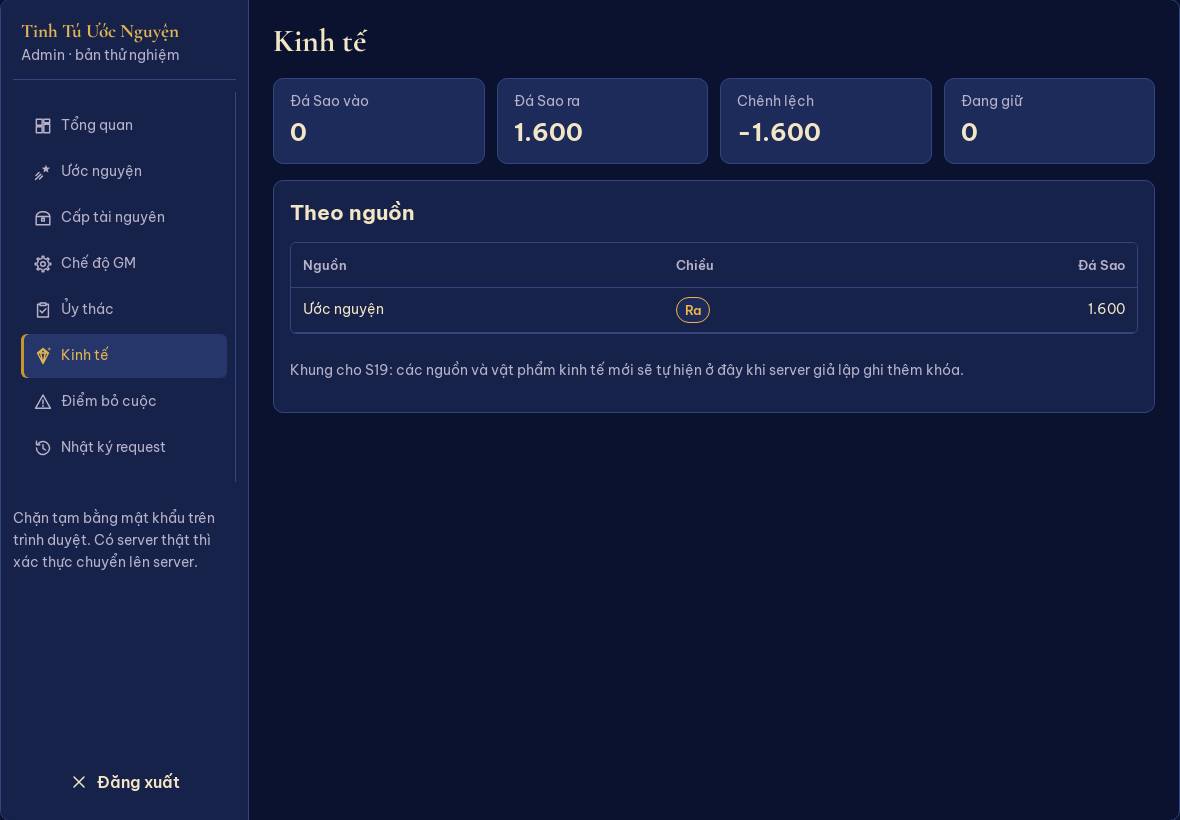 Tinh Tú Ước Nguyện
Admin · bản thử nghiệm
Tổng quan
Ước nguyện
Cấp tài nguyên
Chế độ GM
Ủy thác
Kinh tế
Điểm bỏ cuộc
Nhật ký request
Chặn tạm bằng mật khẩu trên
trình duyệt. Có server thật thì
xác thực chuyển lên server.
Đăng xuất
Kinh tế
Đá Sao vào
0
Đá Sao ra
1.600
Chênh lệch
-1.600
Đang giữ
0
Theo nguồn
Nguồn Chiều Đá Sao
Ước nguyện Ra 1.600
Khung cho S19: các nguồn và vật phẩm kinh tế mới sẽ tự hiện ở đây khi server giả lập ghi thêm khóa.